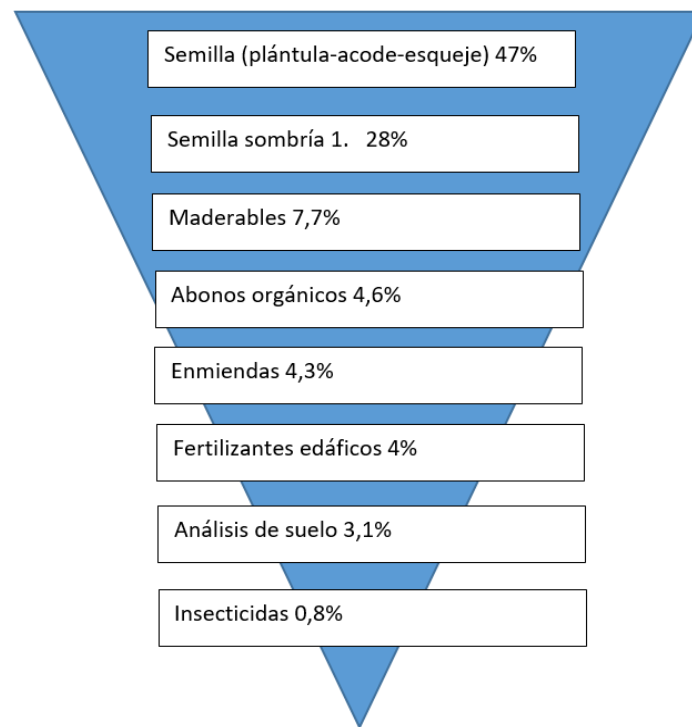 Semilla (plántula-acode-esqueje) 47%
Semilla sombría 1. 28%
Maderables 7,7%
Abonos orgánicos 4,6%
Enmiendas 4,3%
Fertilizantes edáficos 4%
Análisis de suelo 3,1%
Insecticidas 0,8%